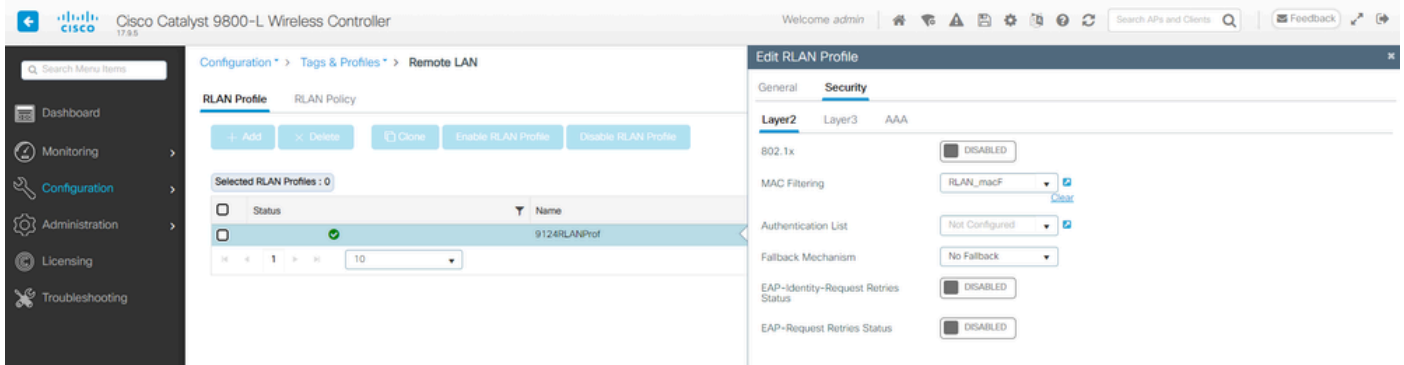 CISCO
Cisco Catalyst 9800-L Wireless Controller
17.9.5
Welcome admin
Search APs and Clients
Feedback
Search Menu Items
Dashboard
Monitoring
Configuration
Administration
Licensing
Troubleshooting
Configuration > Tags & Profiles > Remote LAN
RLAN Profile RLAN Policy
+ Add × Delete Clone Enable RLAN Profile Disable RLAN Profile
Selected RLAN Profiles : 0
Status Name
9124RLANProf
1 10
Edit RLAN Profile
General Security
Layer2 Layer3 AAA
802.1x DISABLED
MAC Filtering RLAN_macF
Clear
Authentication List Not Configured
Fallback Mechanism No Fallback
EAP-Identity-Request Retries
Status DISABLED
EAP-Request Retries Status DISABLED